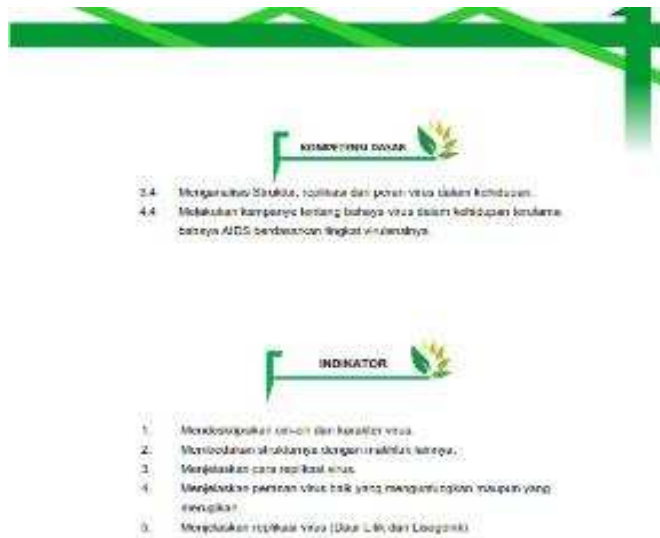 KOMPETENSI DASAR
3.4 Menganalisis Struktur, replikasi dan peran virus dalam kehidupan.
4.4 Melakukan kampanye tentang bahaya virus dalam kehidupan terutama
bahaya AIDS berdasarkan tingkat virulensinya
INDIKATOR
1. Mendeskripsikan ciri-ciri dan karakter virus.
2. Membedakan strukturnya dengan makhluk lainnya.
3. Menjelaskan cara replikasi virus.
4. Menjelaskan peranan virus baik yang menguntungkan maupun yang
merugikan
5. Menjelaskan replikasi virus (Daur Litik dan Lisogenik)